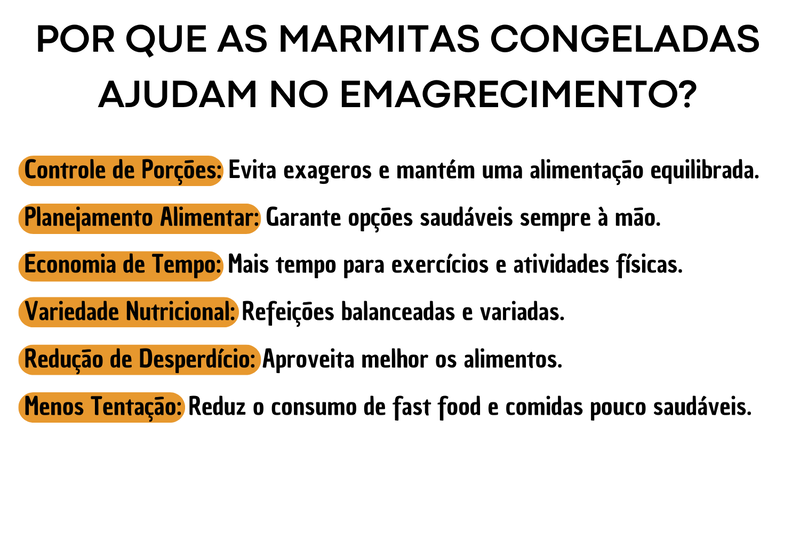 POR QUE AS MARMITAS CONGELADAS
AJUDAM NO EMAGRECIMENTO?
Controle de Porções: Evita exageros e mantém uma alimentação equilibrada.
Planejamento Alimentar: Garante opções saudáveis sempre à mão.
Economia de Tempo: Mais tempo para exercícios e atividades físicas.
Variedade Nutricional: Refeições balanceadas e variadas.
Redução de Desperdício: Aproveita melhor os alimentos.
Menos Tentação: Reduz o consumo de fast food e comidas pouco saudáveis.